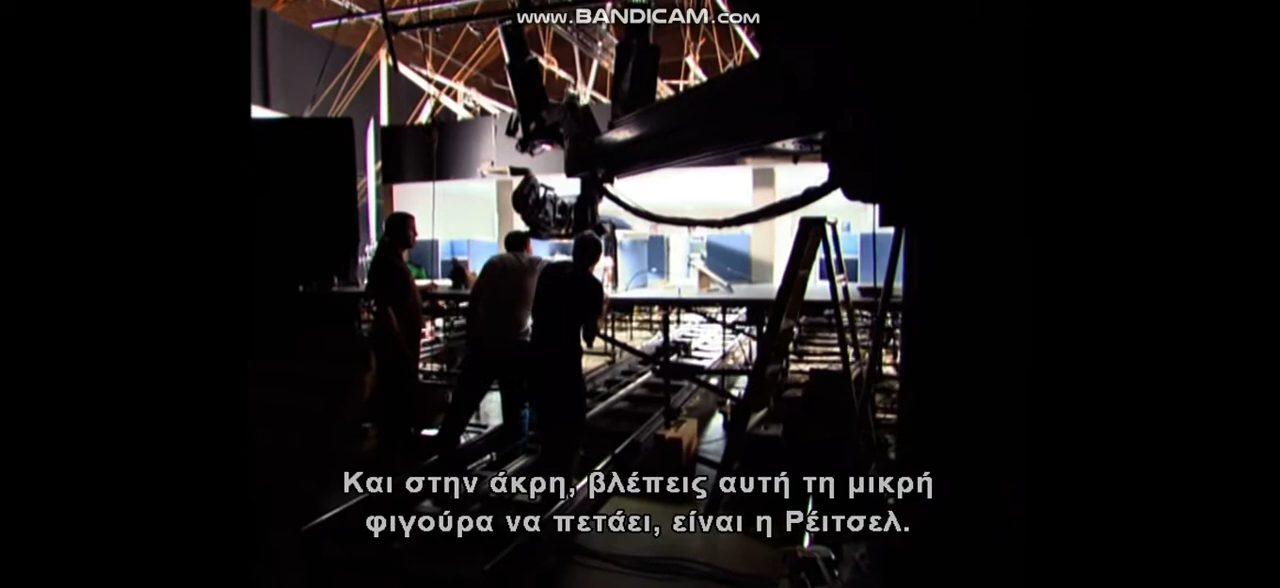 www.BANDICAM.com
Και στην άκρη, βλέπεις αυτή τη μικρή
φιγούρα να πετάει, είναι η Ρέιτσελ.